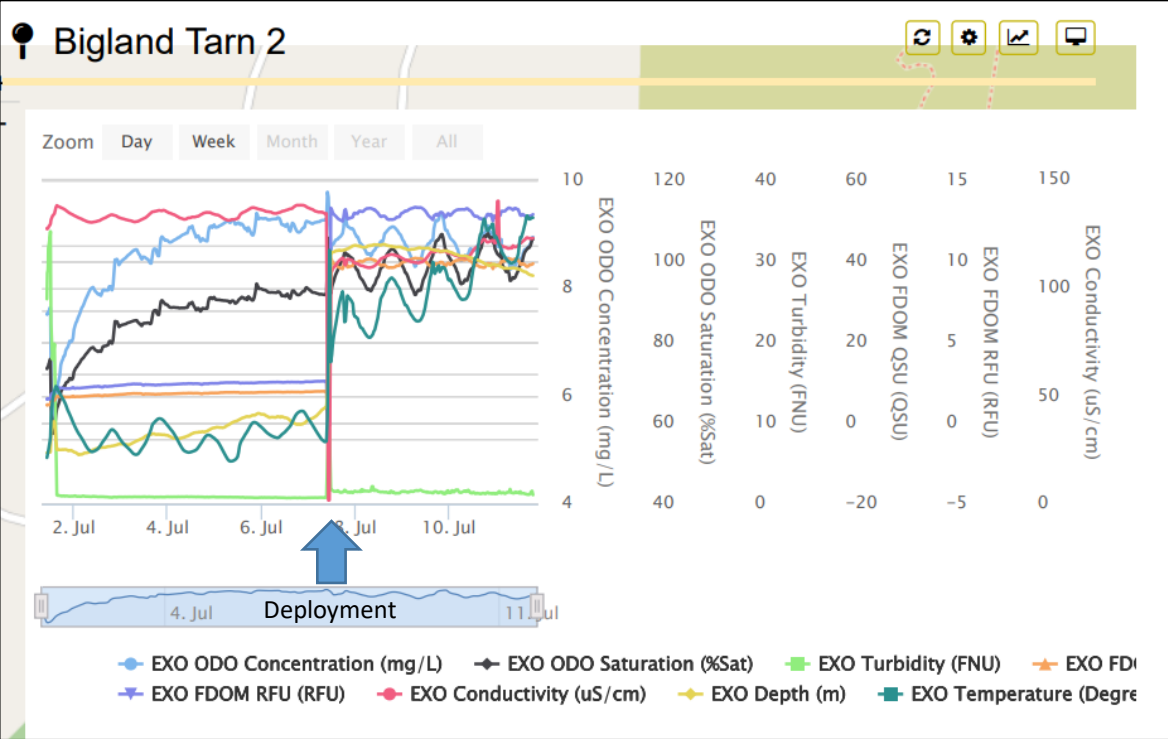 Bigland Tarn 2
Zoom Day Week Month Year All
10 120 40 60 15 150
8 100 30 40 10 100
6 80 20 20 5 50
60 10 0 0
4 40 0 -20 -5 0
EXO ODO Concentration (mg/L)
EXO ODO Saturation (%Sat)
EXO Turbidity (FNU)
EXO FDOM QSU (QSU)
EXO FDOM RFU (RFU)
EXO Conductivity (uS/cm)
2. Jul 4. Jul 6. Jul 8. Jul 10. Jul
4. Jul Deployment 11. Jul
EXO ODO Concentration (mg/L) EXO ODO Saturation (%Sat) EXO Turbidity (FNU) EXO FDO
EXO FDOM RFU (RFU) EXO Conductivity (uS/cm) EXO Depth (m) EXO Temperature (Degre